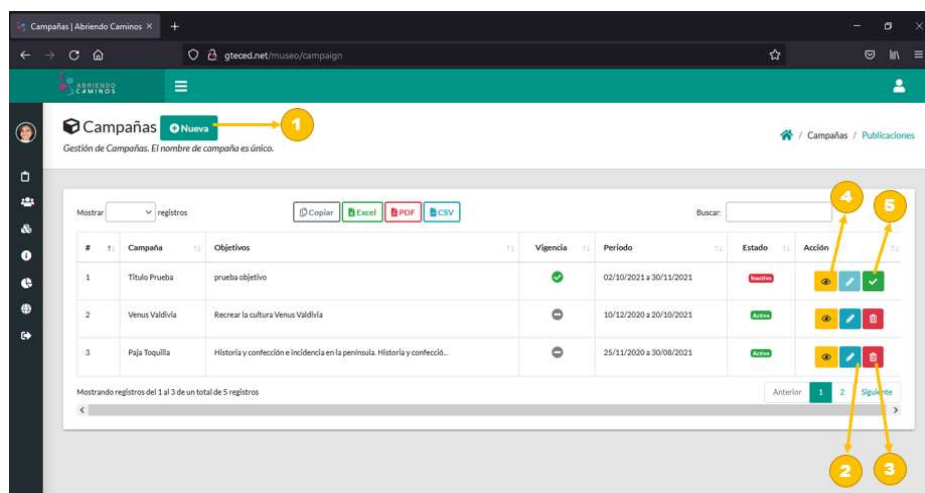 Campañas | Abriendo Caminos
gteced.net/museo/campaign
ABRIENDO
CAMINOS
Campañas Nueva 1
Gestión de Campañas. El nombre de campaña es único.
/ Campañas / Publicaciones
4
5
Mostrar registros Copiar Excel PDF CSV Buscar:
# Campaña Objetivos Vigencia Periodo Estado Acción
1 Titulo Prueba prueba objetivo 02/10/2021 a 30/11/2021 Inactivo
2 Venus Valdivia Recrear la cultura Venus Valdivia 10/12/2020 a 20/10/2021 Activo
3 Paja Toquilla Historia y confección e incidencia en la península. Historia y confecció... 25/11/2020 a 30/08/2021 Activo
Mostrando registros del 1 al 3 de un total de 5 registros Anterior 1 2 Siguiente
2
3